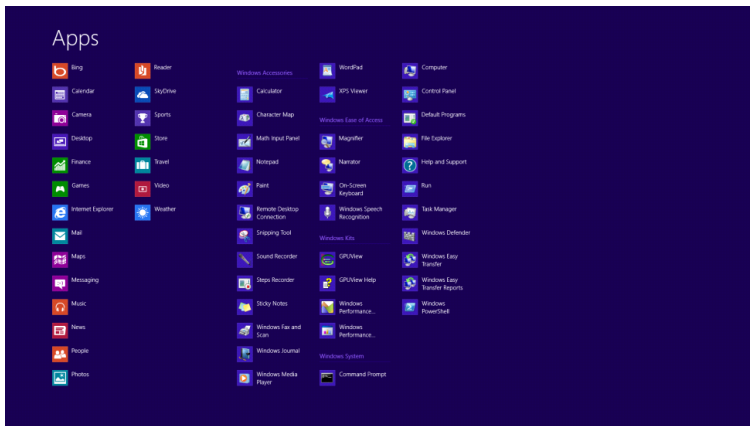 Apps
Bing
Calendar
Camera
Desktop
Finance
Games
Internet Explorer
Mail
Maps
Messaging
Music
News
People
Photos
Reader
SkyDrive
Sports
Store
Travel
Video
Weather
Windows Accessories
Calculator
Character Map
Math Input Panel
Notepad
Paint
Remote Desktop
Connection
Snipping Tool
Sound Recorder
Steps Recorder
Sticky Notes
Windows Fax and
Scan
Windows Journal
Windows Media
Player
WordPad
XPS Viewer
Windows Ease of Access
Magnifier
Narrator
On-Screen
Keyboard
Windows Speech
Recognition
Windows Kits
GPUView
GPUView Help
Windows
Performance...
Windows
Performance...
Windows System
Command Prompt
Computer
Control Panel
Default Programs
File Explorer
Help and Support
Run
Task Manager
Windows Defender
Windows Easy
Transfer
Windows Easy
Transfer Reports
Windows
PowerShell